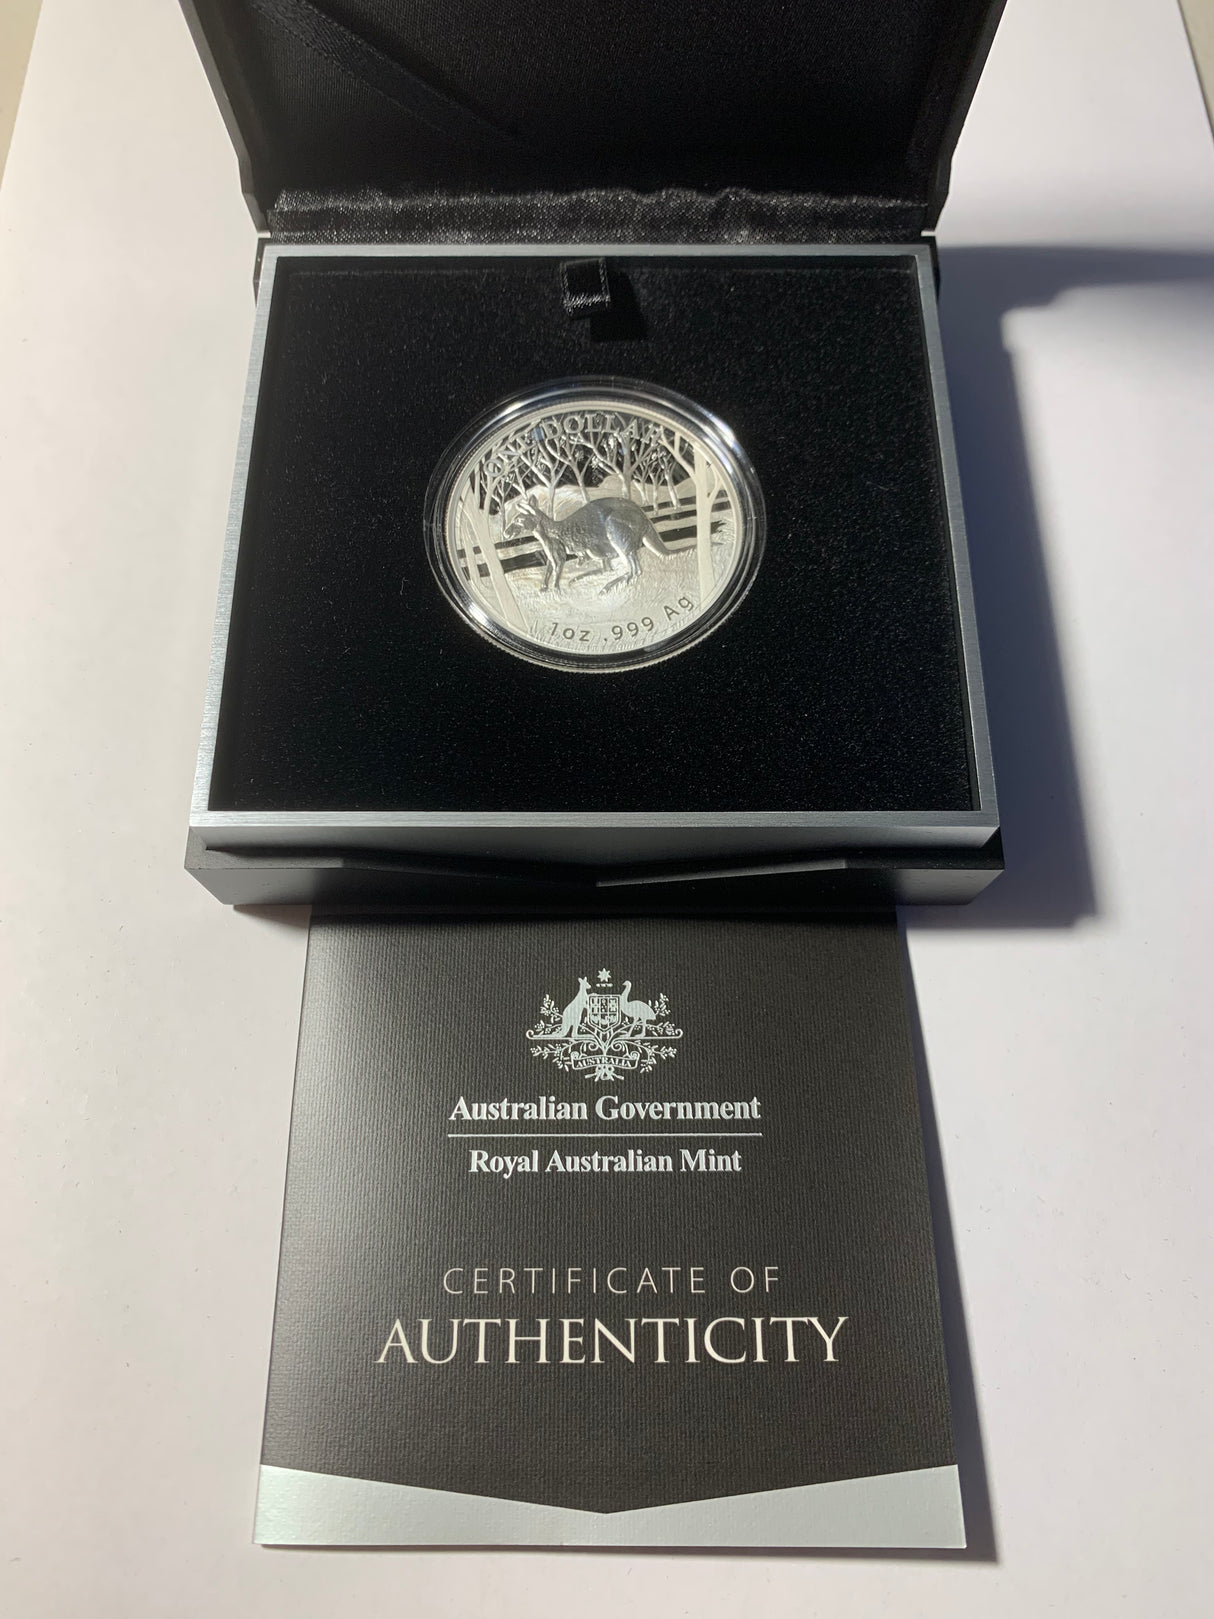 ONE DOLLAR
1oz .999 Ag
AUSTRALIA
Australian Government
Royal Australian Mint
CERTIFICATE OF
AUTHENTICITY